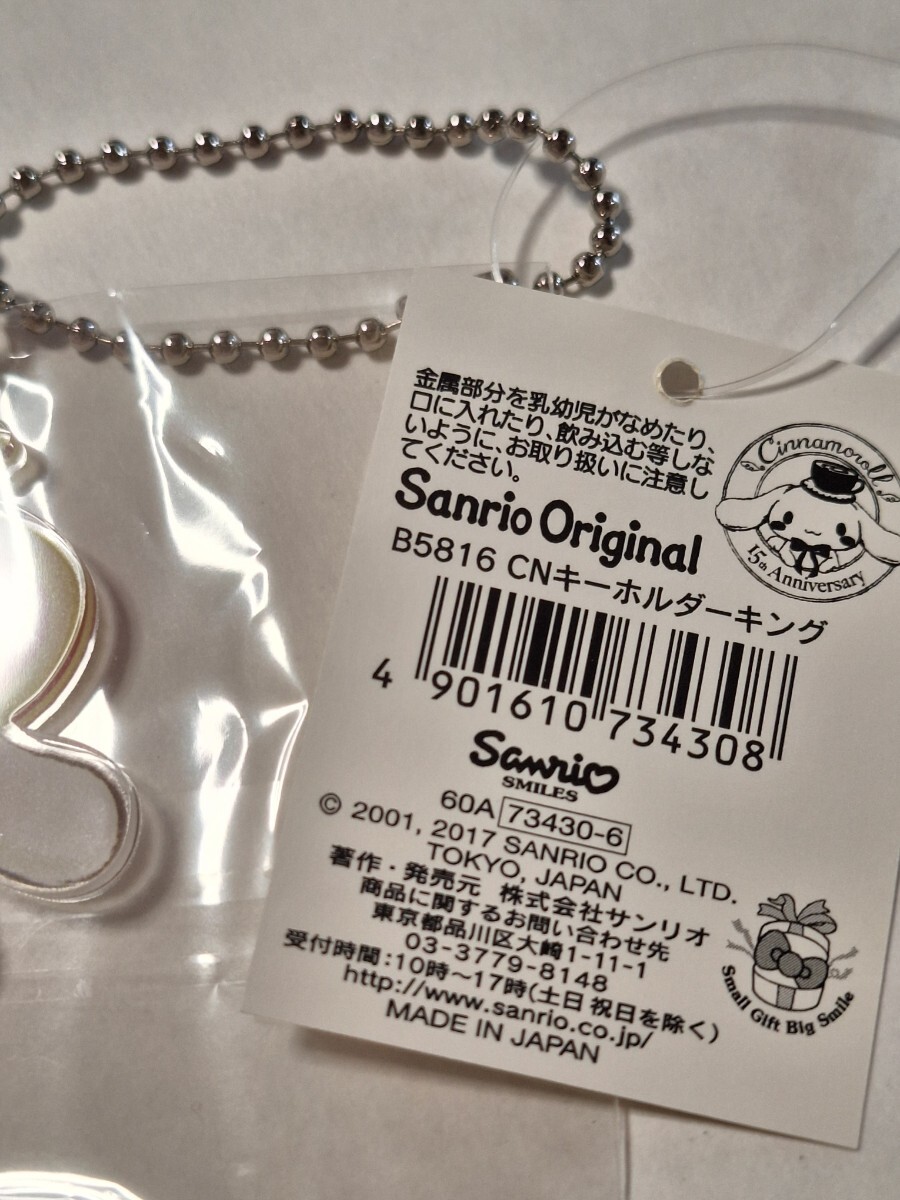 金属部分を乳幼児がなめたり、
口に入れたり、飲み込む等しな
いように、お取り扱いに注意し
てください。
Cinnamoroll
15th Anniversary
Sanrio Original
B5816 CNキーホルダーキング
4 901610 734308
Sanrio
SMILES
60A 73430-6
© 2001, 2017 SANRIO CO., LTD.
TOKYO, JAPAN
著作・発売元 株式会社サンリオ
商品に関するお問い合わせ先
東京都品川区大崎1-11-1
03-3779-8148
受付時間:10時～17時(土日祝日を除く)
http://www.sanrio.co.jp/
MADE IN JAPAN
Small Gift Big Smile